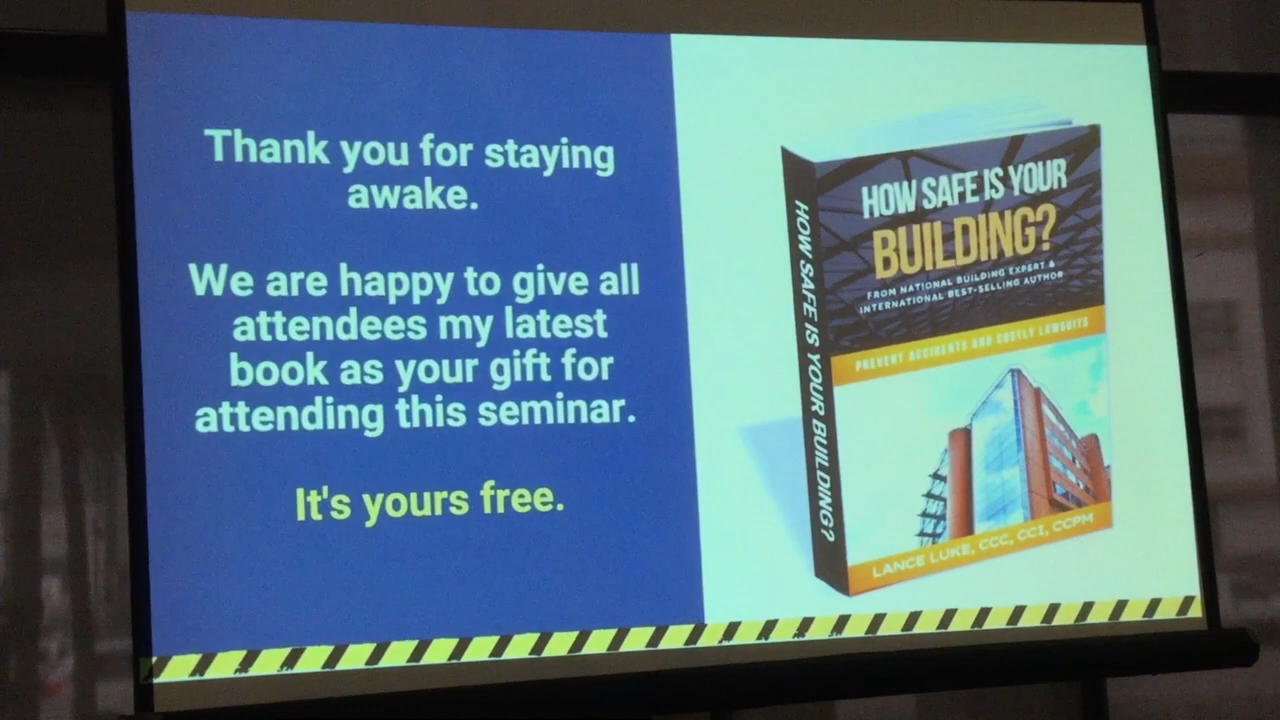 Thank you for staying
awake.
We are happy to give all
attendees my latest
book as your gift for
attending this seminar.
It's yours free.
HOW SAFE IS YOUR BUILDING?
HOW SAFE IS YOUR
BUILDING?
FROM NATIONAL BUILDING EXPERT &
INTERNATIONAL BEST-SELLING AUTHOR
PREVENT ACCIDENTS AND COSTLY LAWSUITS
LANCE LUKE, CCC, CCI, CCPM